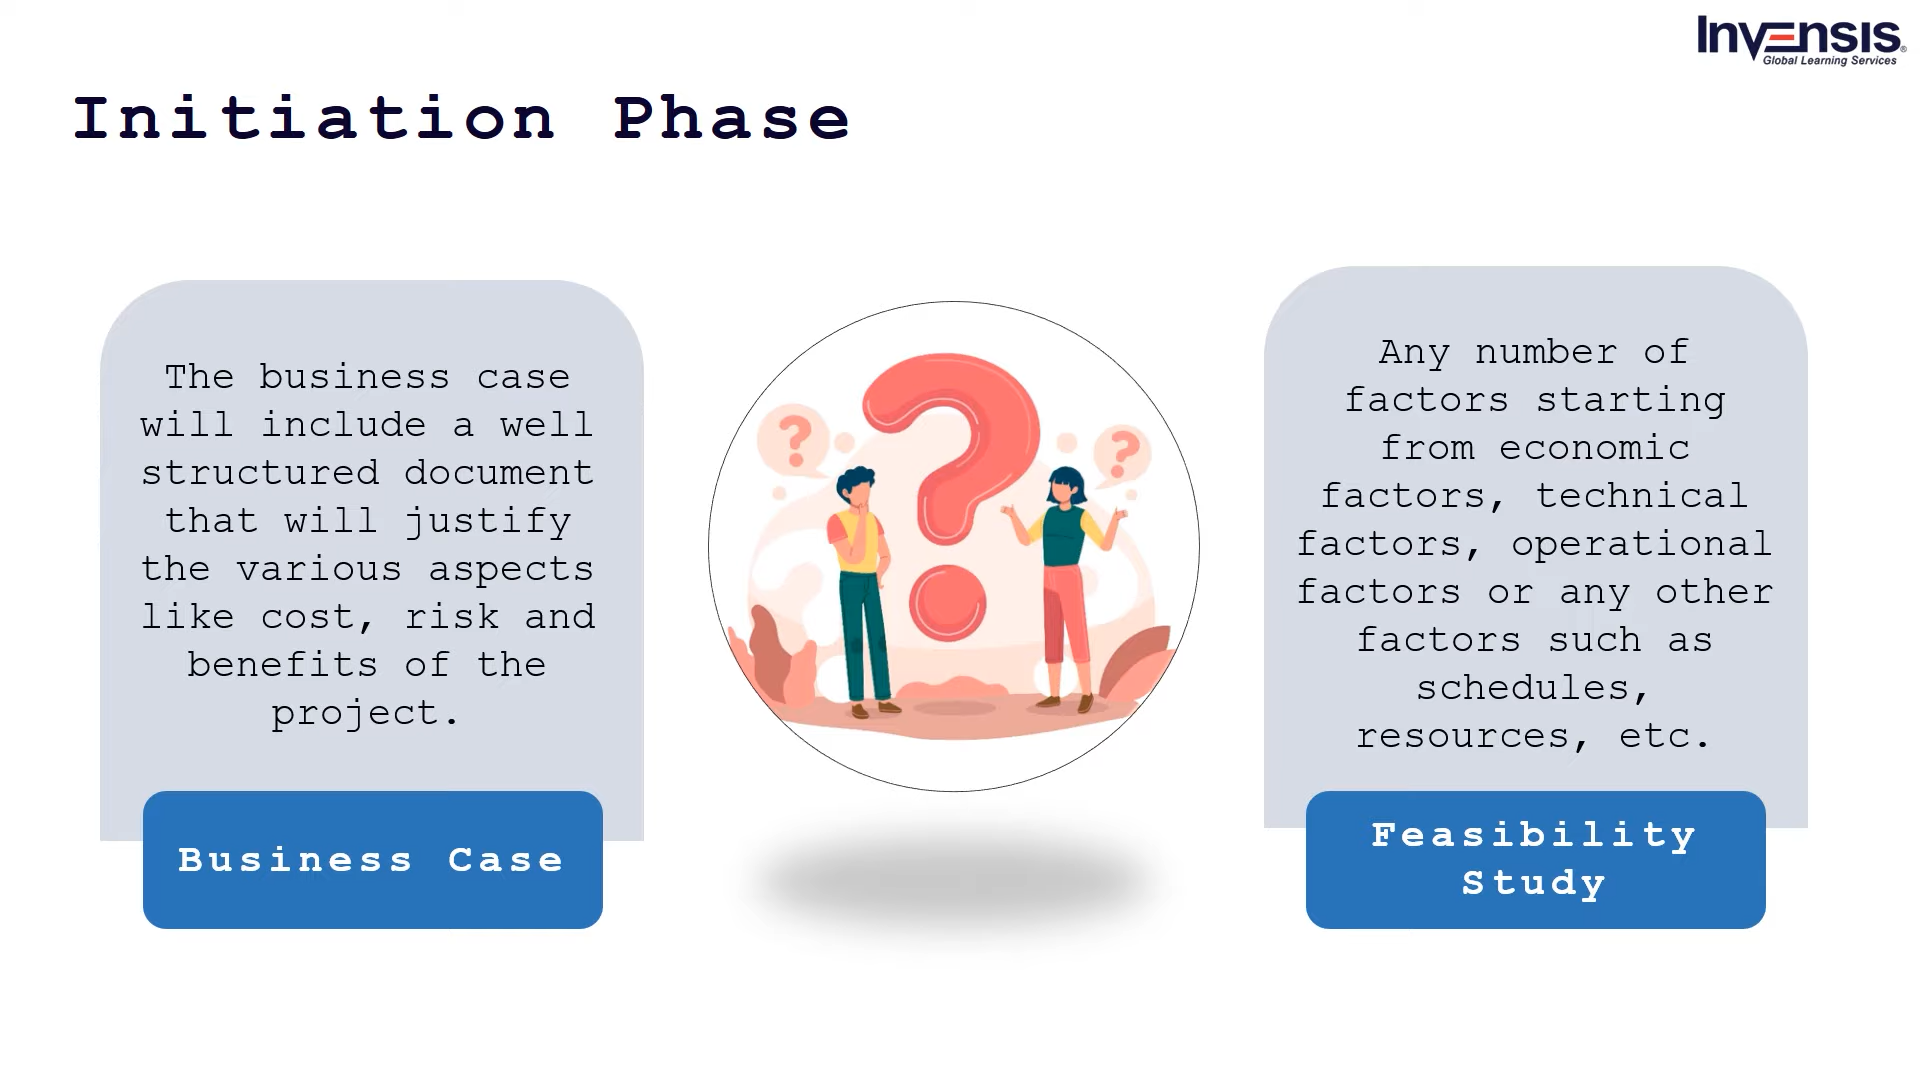 Invensis®
Global Learning Services
Initiation Phase
The business case
will include a well
structured document
that will justify
the various aspects
like cost, risk and
benefits of the
project.
Business Case
?
?
?
Any number of
factors starting
from economic
factors, technical
factors, operational
factors or any other
factors such as
schedules,
resources, etc.
Feasibility
Study